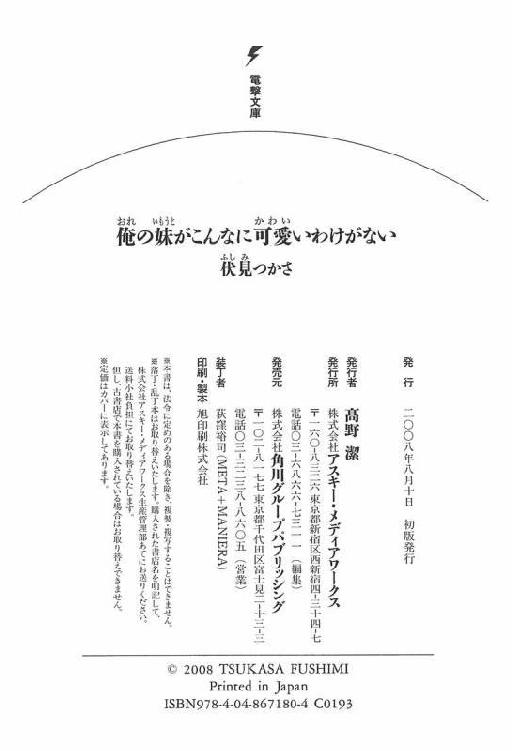 電撃文庫
俺の妹がこんなに可愛いわけがない
おれ いもうと かわい
伏見つかさ
ふしみ
発行 二〇〇八年八月十日 初版発行
発行者 髙野 潔
発行所 株式会社アスキー・メディアワークス
〒一六〇-八三二六 東京都新宿区西新宿四-三十四-七
電話〇三-六八六六-七三一一（編集）
発売元 株式会社角川グループパブリッシング
〒一〇二-八一七七 東京都千代田区富士見二-十三-三
電話〇三-三二三八-八六〇五（営業）
装丁者 荻窪裕司(META+MANIERA)
印刷・製本 旭印刷株式会社
※本書は、法令に定めのある場合を除き、複製・複写することはできません。
※落丁・乱丁本はお取り替えいたします。購入された書店名を明記して、
株式会社アスキー・メディアワークス生産管理部あてにお送りください。
送料小社負担にてお取り替えいたします。
但し、古書店で本書を購入されている場合はお取り替えできません。
※定価はカバーに表示してあります。
© 2008 TSUKASA FUSHIMI
Printed in Japan
ISBN978-4-04-867180-4 C0193